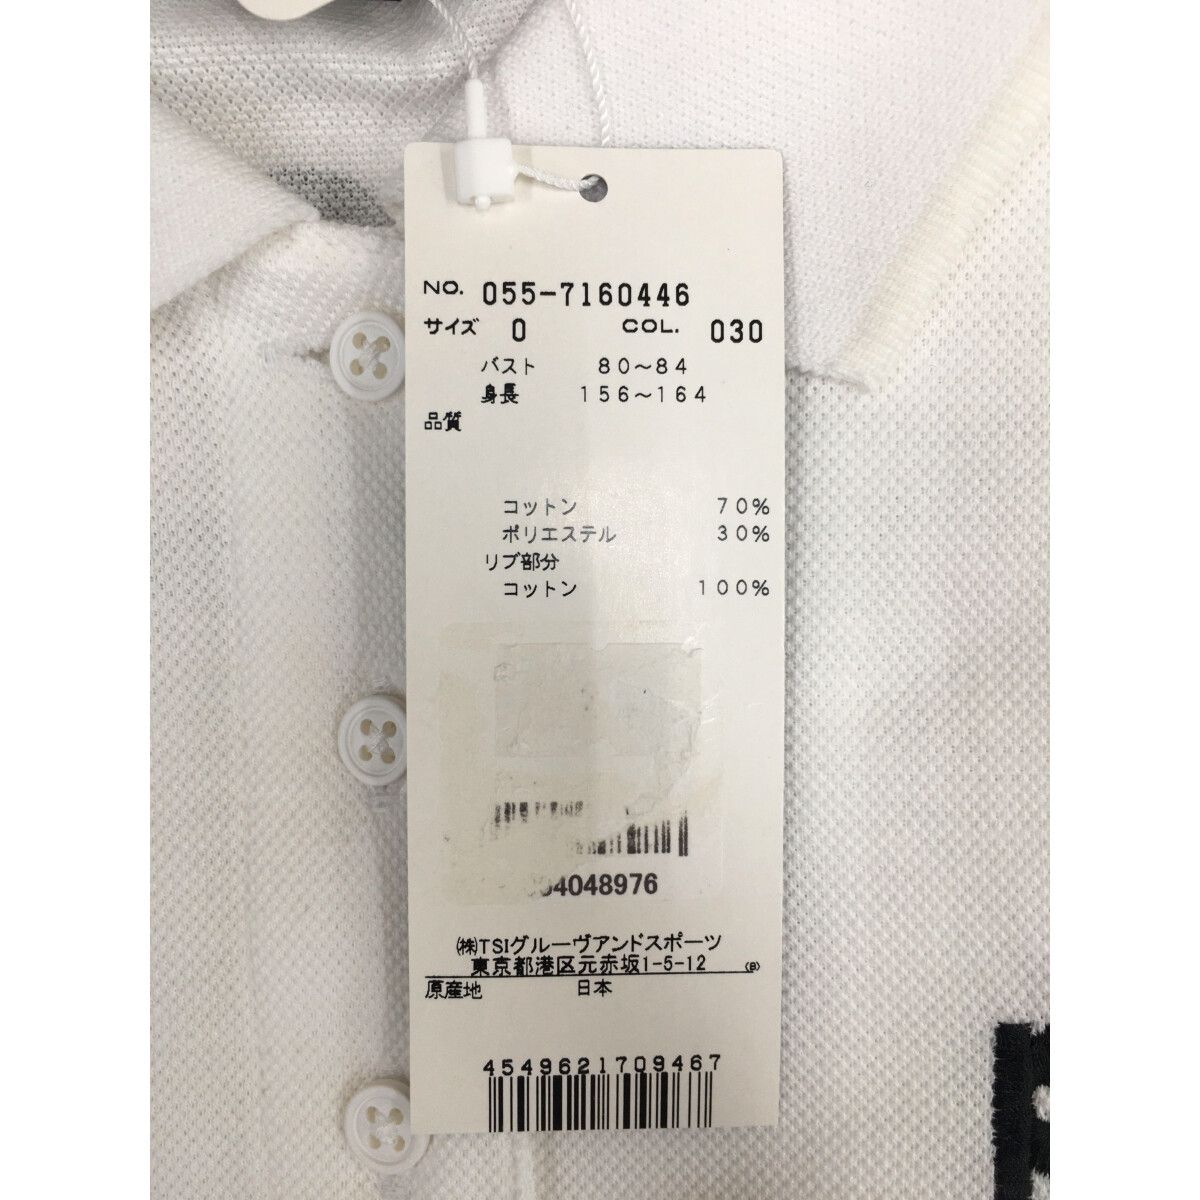 NO. 055-7160446
サイズ 0 COL. 030
バスト 80～84
身長 156～164
品質
コットン 70%
ポリエステル 30%
リブ部分
コットン 100%
4048976
㈱TSIグルーヴアンドスポーツ
東京都港区元赤坂1-5-12 (B)
原産地 日本
4549621709467